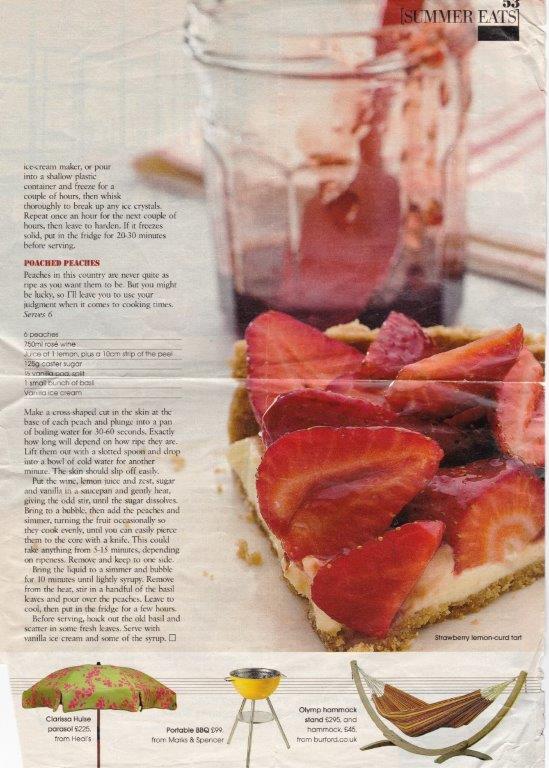 53
[SUMMER EATS]
ice-cream maker, or pour
into a shallow plastic
container and freeze for a
couple of hours, then whisk
thoroughly to break up any ice crystals.
Repeat once an hour for the next couple of
hours, then leave to harden. If it freezes
solid, put in the fridge for 20-30 minutes
before serving.
POACHED PEACHES
Peaches in this country are never quite as
ripe as you want them to be. But you might
be lucky, so I'll leave you to use your
judgment when it comes to cooking times.
Serves 6
6 peaches
750ml rosé wine
Juice of 1 lemon, plus a 10cm strip of the peel
125g caster sugar
½ vanilla pod, split
1 small bunch of basil
Vanilla ice cream
Make a cross-shaped cut in the skin at the
base of each peach and plunge into a pan
of boiling water for 30-60 seconds. Exactly
how long will depend on how ripe they are.
Lift them out with a slotted spoon and drop
into a bowl of cold water for another
minute. The skin should slip off easily.
Put the wine, lemon juice and zest, sugar
and vanilla in a saucepan and gently heat,
giving the odd stir, until the sugar dissolves.
Bring to a bubble, then add the peaches and
simmer, turning the fruit occasionally so
they cook evenly, until you can easily pierce
them to the core with a knife. This could
take anything from 5-15 minutes, depending
on ripeness. Remove and keep to one side.
Bring the liquid to a simmer and bubble
for 10 minutes until lightly syrupy. Remove
from the heat, stir in a handful of the basil
leaves and pour over the peaches. Leave to
cool, then put in the fridge for a few hours.
Before serving, hoick out the old basil and
scatter in some fresh leaves. Serve with
vanilla ice cream and some of the syrup. □
Strawberry lemon-curd tart
Clarissa Hulse
parasol £225,
from Heal's
Portable BBQ £99,
from Marks & Spencer
Olymp hammock
stand £295, and
hammock, £45,
from burford.co.uk